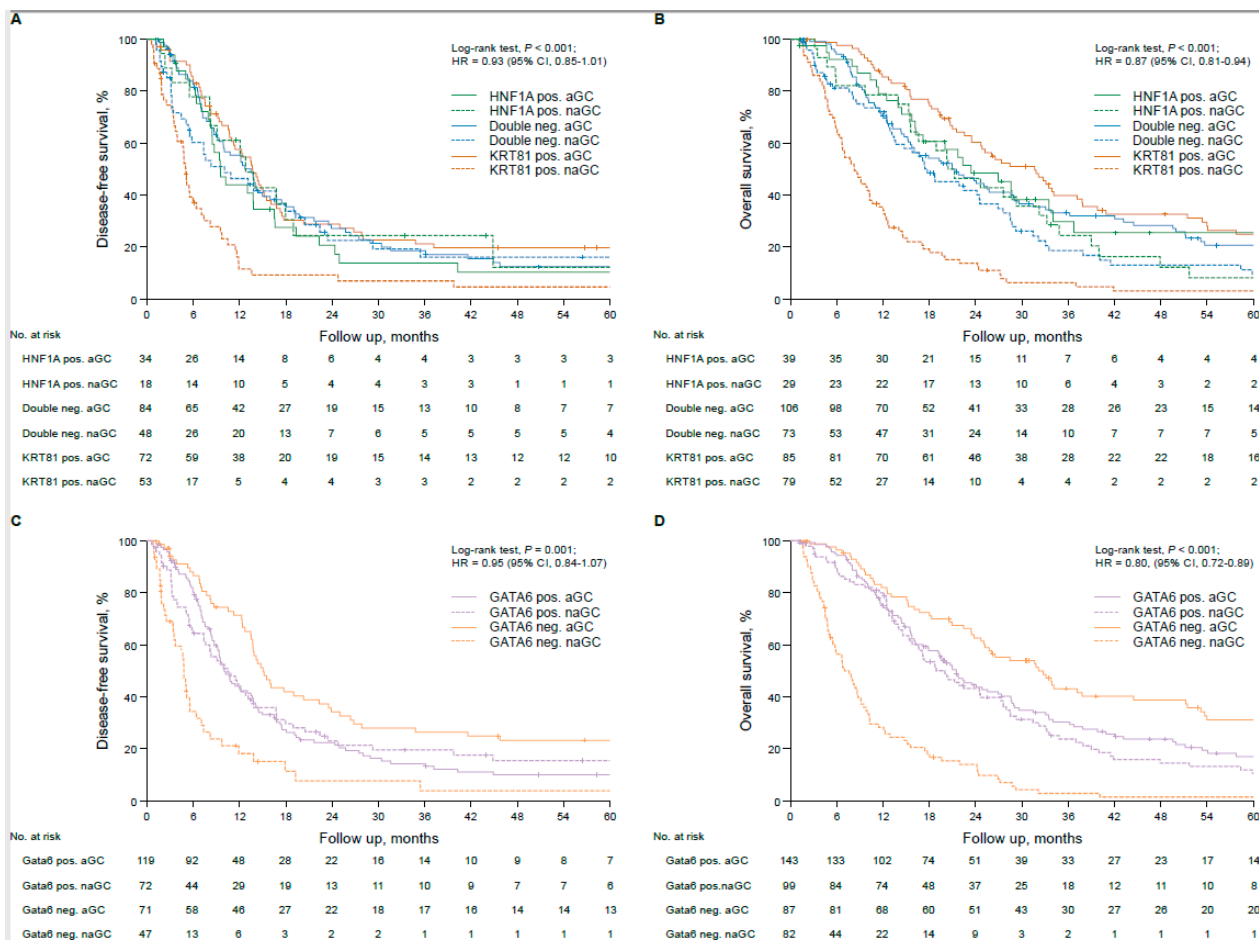 A
Log-rank test, P < 0.001;
HR = 0.93 (95% CI, 0.85-1.01)
HNF1A pos. aGC
HNF1A pos. naGC
Double neg. aGC
Double neg. naGC
KRT81 pos. aGC
KRT81 pos. naGC
Disease-free survival, %
100
80
60
40
20
0
0 6 12 18 24 30 36 42 48 54 60
Follow up, months
No. at risk
HNF1A pos. aGC 34 26 14 8 6 4 4 3 3 3 3
HNF1A pos. naGC 18 14 10 5 4 4 3 3 1 1 1
Double neg. aGC 84 65 42 27 19 15 13 10 8 7 7
Double neg. naGC 48 26 20 13 7 6 5 5 5 5 4
KRT81 pos. aGC 72 59 38 20 19 15 14 13 12 12 10
KRT81 pos. naGC 53 17 5 4 4 3 3 2 2 2 2
B
Log-rank test, P < 0.001;
HR = 0.87 (95% CI, 0.81-0.94)
HNF1A pos. aGC
HNF1A pos. naGC
Double neg. aGC
Double neg. naGC
KRT81 pos. aGC
KRT81 pos. naGC
Overall survival, %
100
80
60
40
20
0
0 6 12 18 24 30 36 42 48 54 60
Follow up, months
No. at risk
HNF1A pos. aGC 39 35 30 21 15 11 7 6 4 4 4
HNF1A pos. naGC 29 23 22 17 13 10 6 4 3 2 2
Double neg. aGC 106 98 70 52 41 33 28 26 23 15 14
Double neg. naGC 73 53 47 31 24 14 10 7 7 7 5
KRT81 pos. aGC 85 81 70 61 46 38 28 22 22 18 16
KRT81 pos. naGC 79 52 27 14 10 4 4 2 2 2 2
C
Log-rank test, P = 0.001;
HR = 0.95 (95% CI, 0.84-1.07)
GATA6 pos. aGC
GATA6 pos. naGC
GATA6 neg. aGC
GATA6 neg. naGC
Disease-free survival, %
100
80
60
40
20
0
0 6 12 18 24 30 36 42 48 54 60
Follow up, months
No. at risk
Gata6 pos. aGC 119 92 48 28 22 16 14 10 9 8 7
Gata6 pos. naGC 72 44 29 19 13 11 10 9 7 7 6
Gata6 neg. aGC 71 58 46 27 22 18 17 16 14 14 13
Gata6 neg. naGC 47 13 6 3 2 2 1 1 1 1 1
D
Log-rank test, P < 0.001;
HR = 0.80, (95% CI, 0.72-0.89)
GATA6 pos. aGC
GATA6 pos. naGC
GATA6 neg. aGC
GATA6 neg. naGC
Overall survival, %
100
80
60
40
20
0
0 6 12 18 24 30 36 42 48 54 60
Follow up, months
No. at risk
Gata6 pos. aGC 143 133 102 74 51 39 33 27 23 17 14
Gata6 pos.naGC 99 84 74 48 37 25 18 12 11 10 8
Gata6 neg. aGC 87 81 68 60 51 43 30 27 26 20 20
Gata6 neg. naGC 82 44 22 14 9 3 2 1 1 1 1